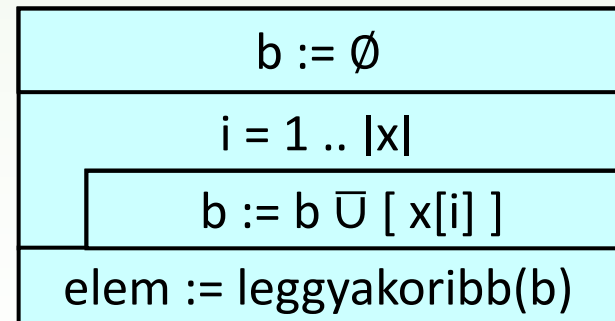 b := Ø
i = 1 .. |x|
b := b U̅ [ x[i] ]
elem := leggyakoribb(b)